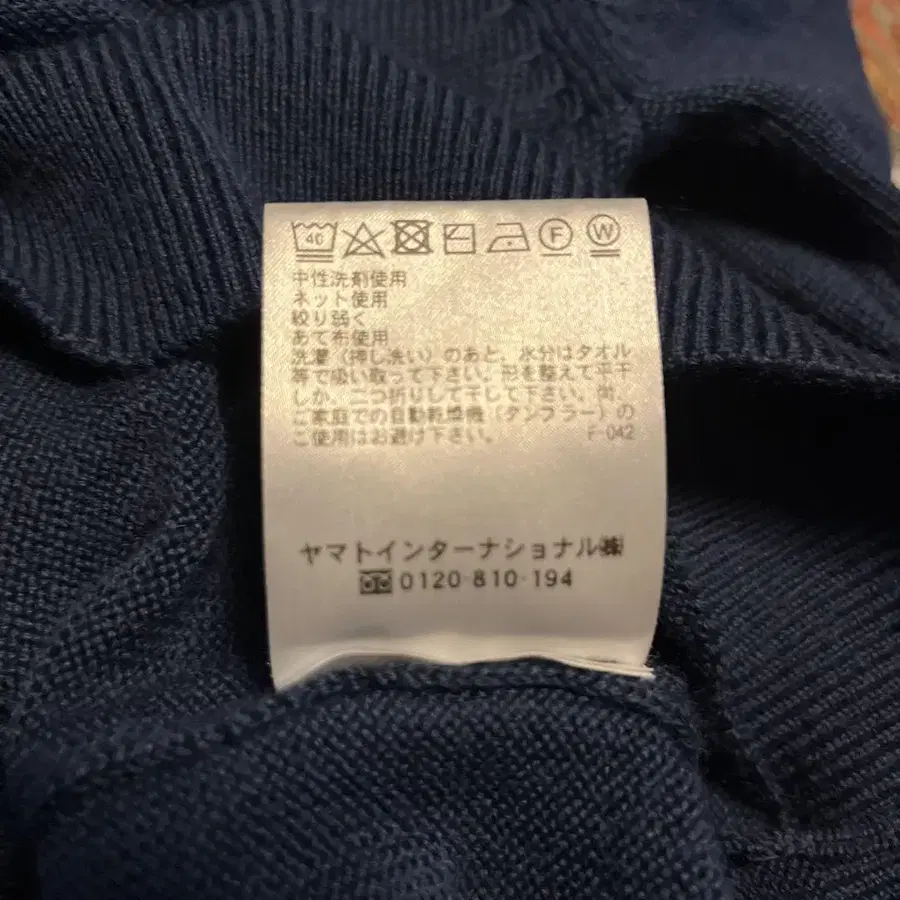 40 F W
中性洗剤使用
ネット使用
絞り弱く
あて布使用
洗濯（押し洗い）のあと、水分はタオル
等で吸い取って下さい。形を整えて平干
しか、二つ折りして干して下さい。尚、
ご家庭での自動乾燥機（タンブラー）の
ご使用はお避け下さい。 F-042
ヤマトインターナショナル㈱
0120-810-194